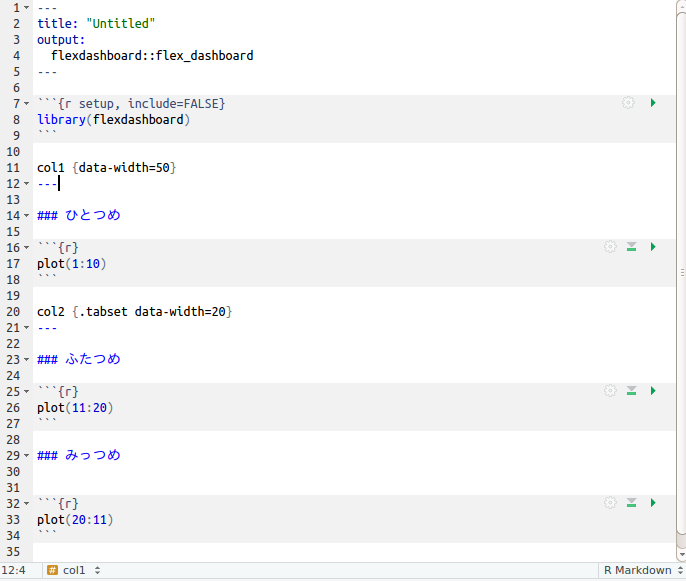 1 ---
2 title: "Untitled"
3 output:
4   flexdashboard::flex_dashboard
5 ---
6
7 ```{r setup, include=FALSE}
8 library(flexdashboard)
9 ```
10
11 col1 {data-width=50}
12 ---
13
14 ### ひとつめ
15
16 ```{r}
17 plot(1:10)
18 ```
19
20 col2 {.tabset data-width=20}
21 ---
22
23 ### ふたつめ
24
25 ```{r}
26 plot(11:20)
27 ```
28
29 ### みっつめ
30
31
32 ```{r}
33 plot(20:11)
34 ```
35
12:4 # col1 R Markdown